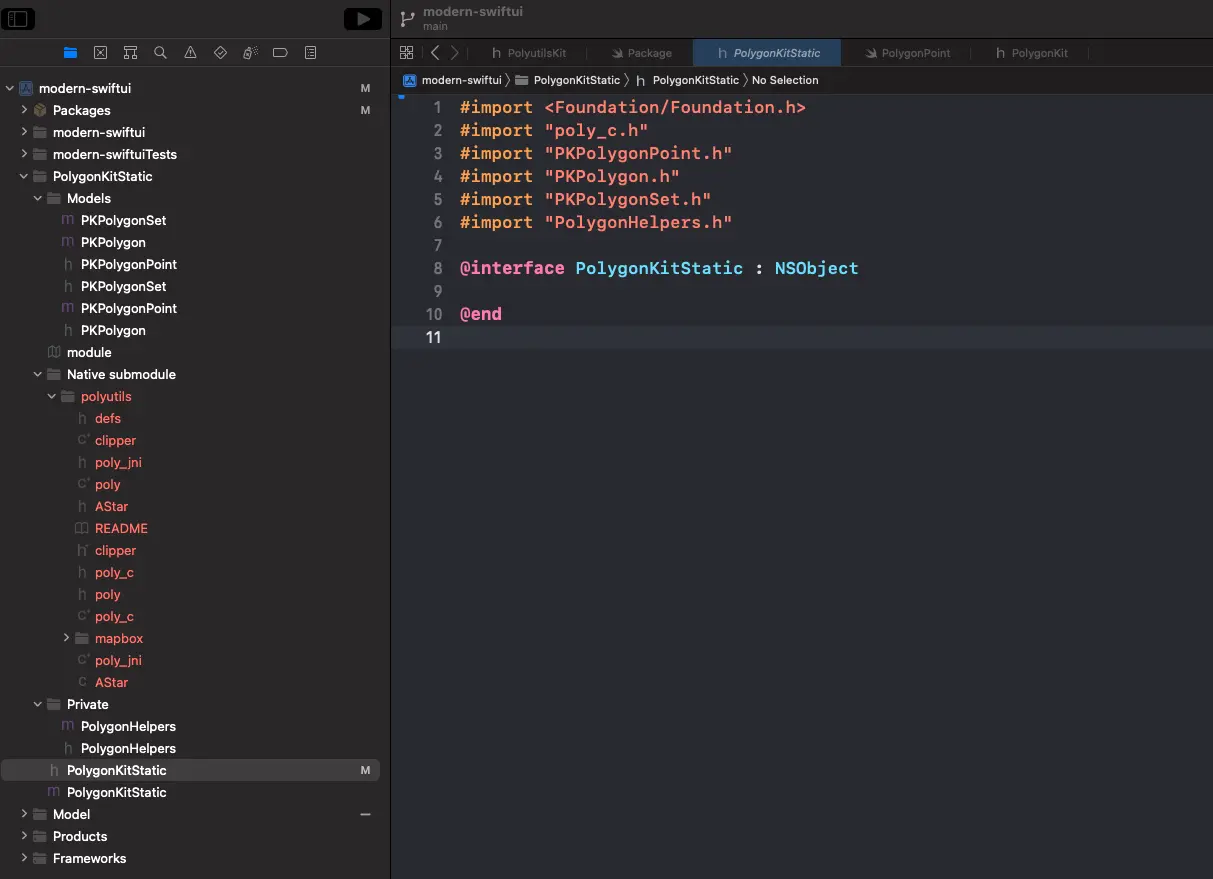 modern-swiftui
main
PolyutilsKit
Package
PolygonKitStatic
PolygonPoint
PolygonKit
modern-swiftui PolygonKitStatic h PolygonKitStatic No Selection
modern-swiftui M
Packages M
modern-swiftui
modern-swiftuiTests
PolygonKitStatic
Models
m PKPolygonSet
m PKPolygon
h PKPolygonPoint
h PKPolygonSet
m PKPolygonPoint
h PKPolygon
module
Native submodule
polyutils
h defs
C⁺ clipper
h poly_jni
C⁺ poly
h AStar
README
h⁺ clipper
h poly_c
h poly
C⁺ poly_c
mapbox
C⁺ poly_jni
C AStar
Private
m PolygonHelpers
h PolygonHelpers
h PolygonKitStatic M
m PolygonKitStatic
Model
Products
Frameworks
1 #import <Foundation/Foundation.h>
2 #import "poly_c.h"
3 #import "PKPolygonPoint.h"
4 #import "PKPolygon.h"
5 #import "PKPolygonSet.h"
6 #import "PolygonHelpers.h"
7
8 @interface PolygonKitStatic : NSObject
9
10 @end
11